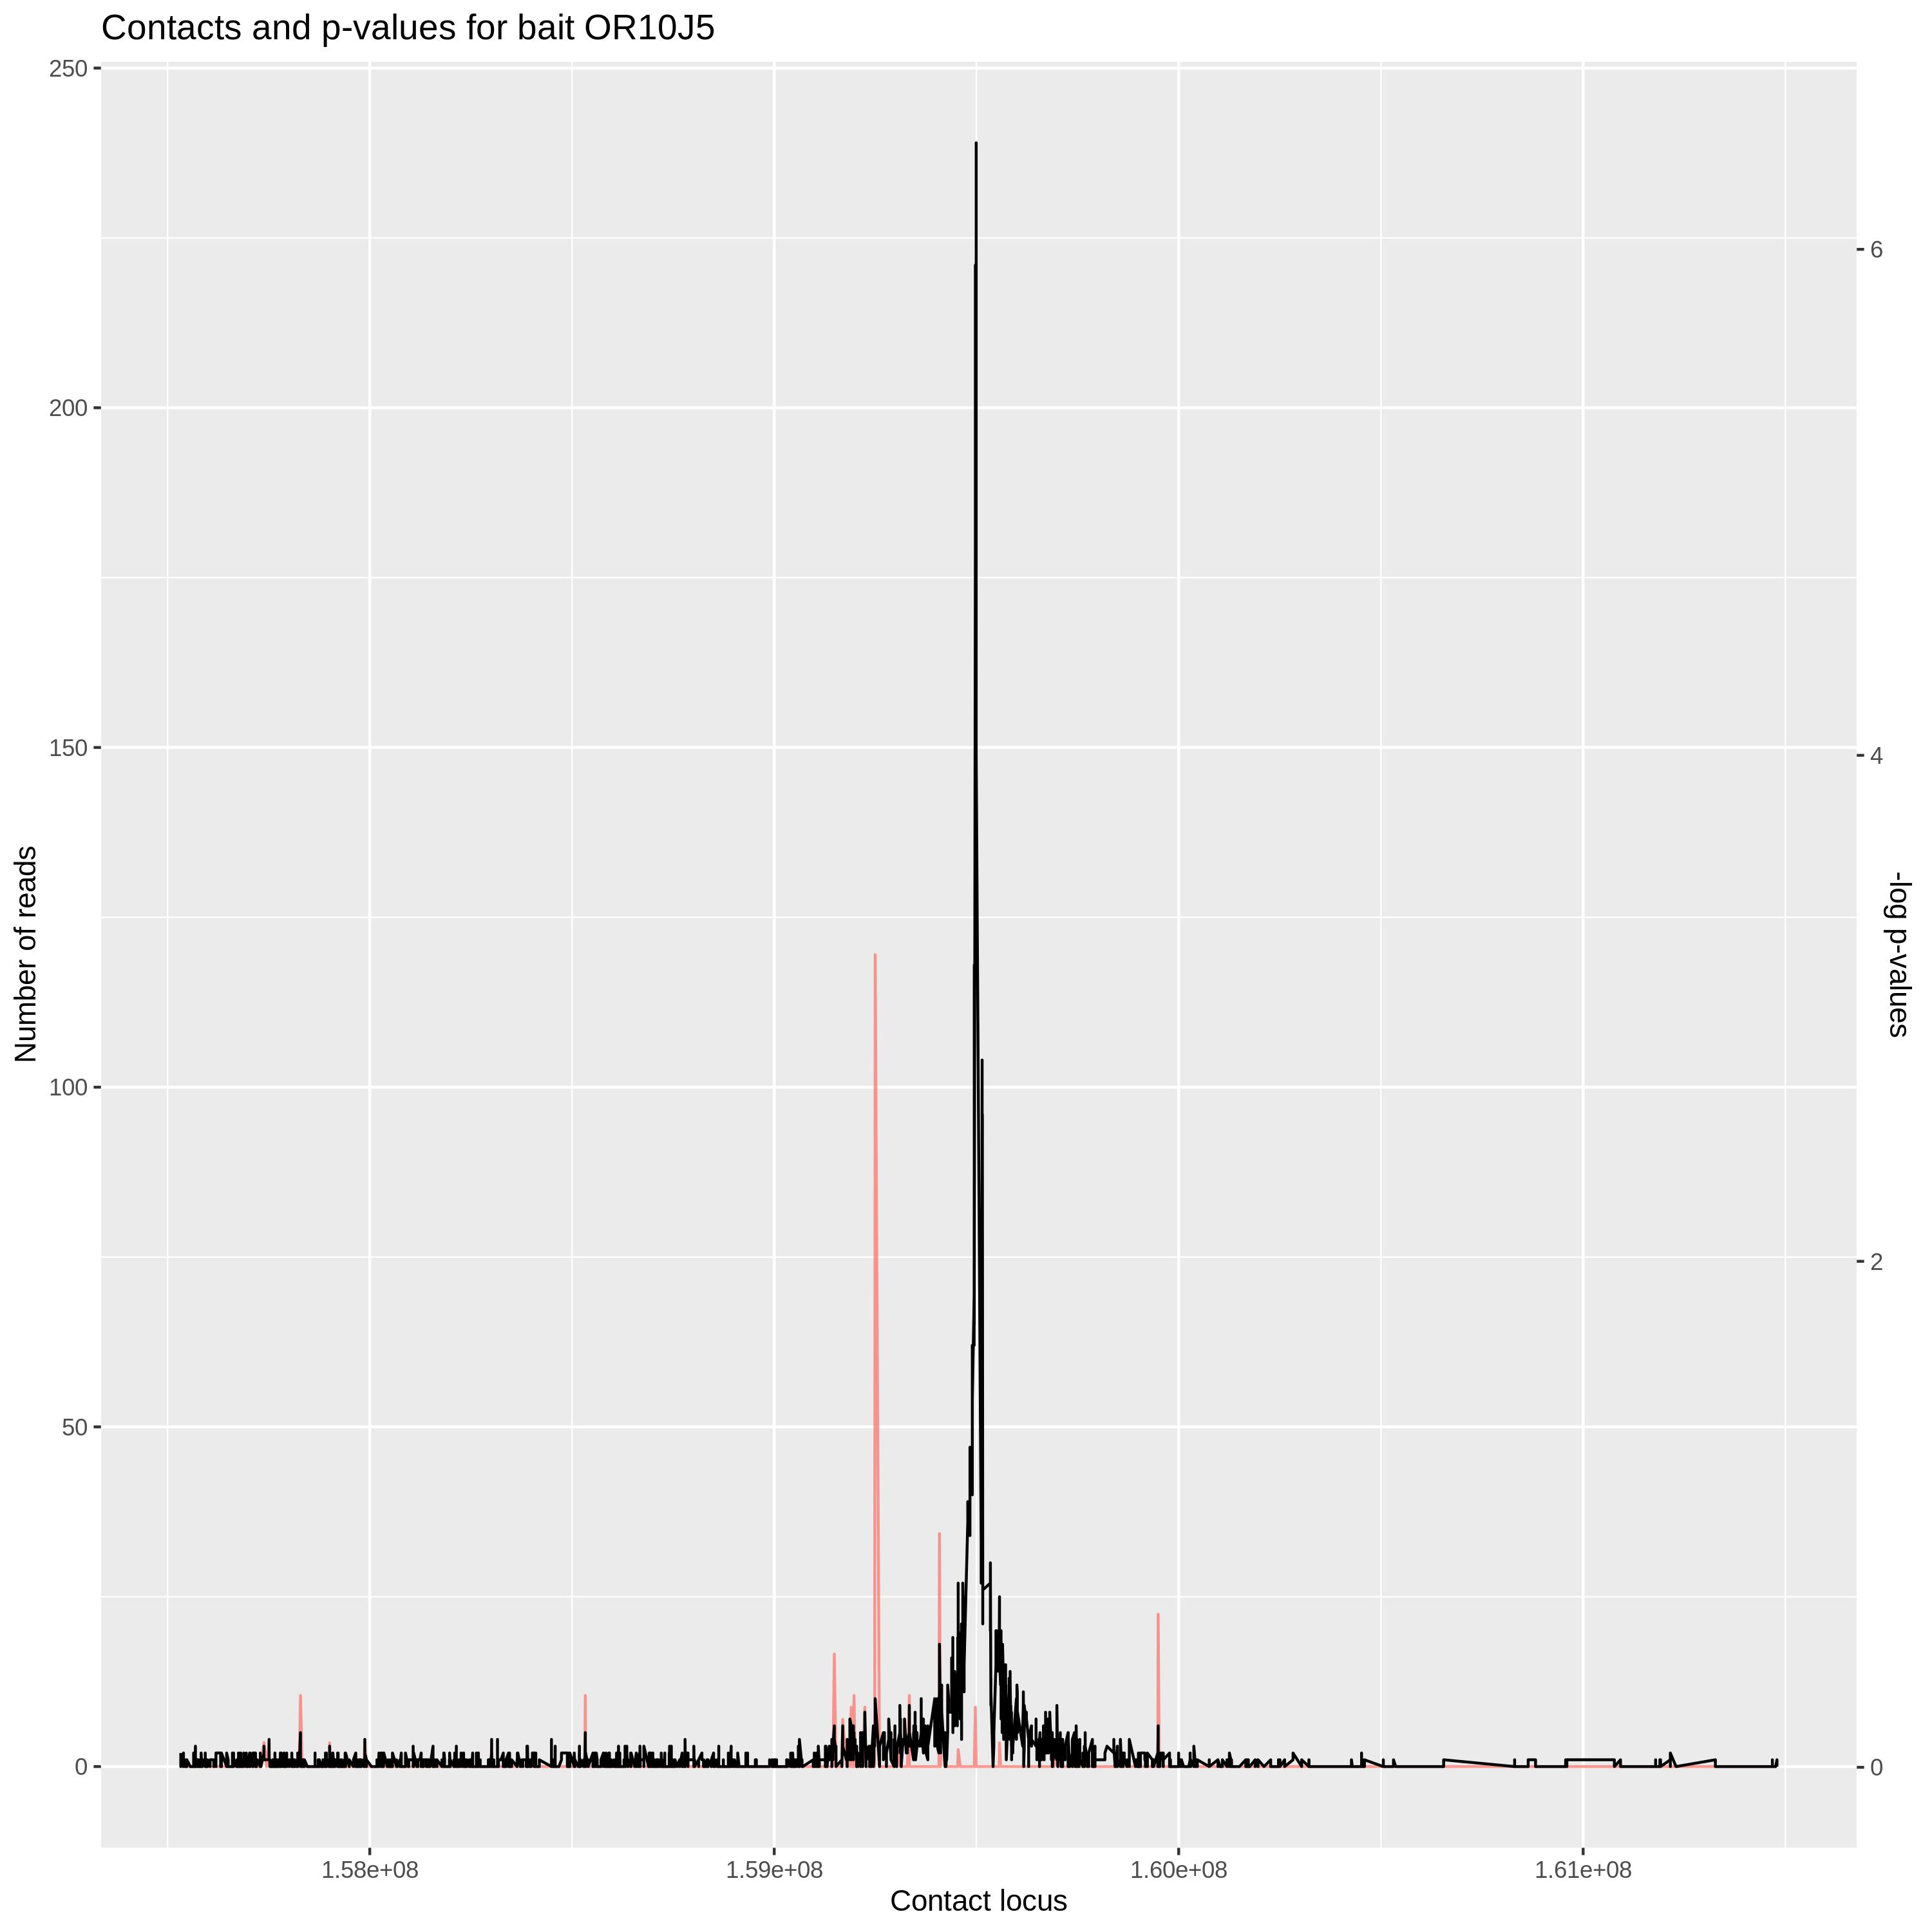 Contacts and p-values for bait OR10J5
250
200
150
100
50
0
Number of reads
6
4
2
0
-log p-values
1.58e+08 1.59e+08 1.60e+08 1.61e+08
Contact locus